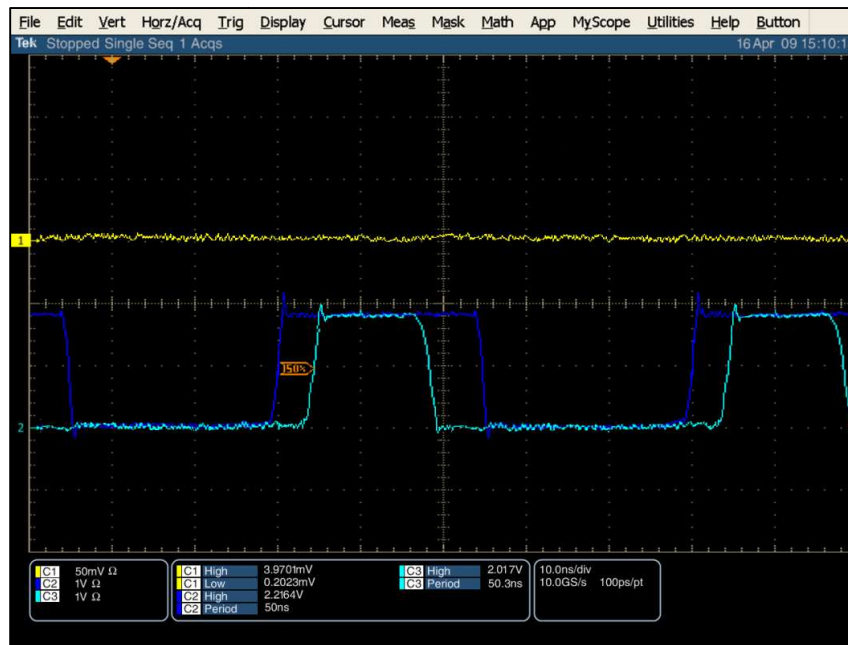 File Edit Vert Horz/Acq Trig Display Cursor Meas Mask Math App MyScope Utilities Help Button
Tek Stopped Single Seq 1 Acqs 16 Apr 09 15:10:1
1
50%
2
C1 50mV Ω
C2 1V Ω
C3 1V Ω
C1 High 3.9701mV
C1 Low 0.2023mV
C2 High 2.2164V
C2 Period 50ns
C3 High 2.017V
C3 Period 50.3ns
10.0ns/div
10.0GS/s 100ps/pt